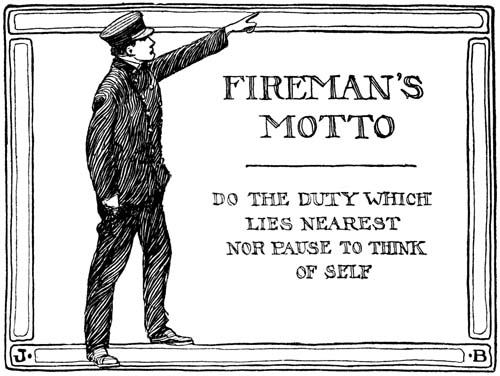 FIREMAN'S
MOTTO
DO THE DUTY WHICH
LIES NEAREST
NOR PAUSE TO THINK
OF SELF
J. ·B